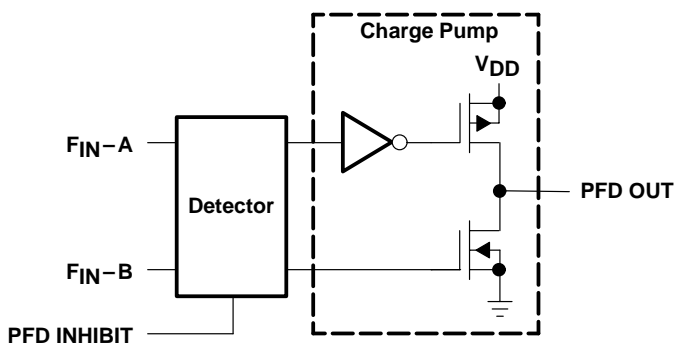 Charge Pump
VDD
FIN–A
Detector
PFD OUT
FIN–B
PFD INHIBIT